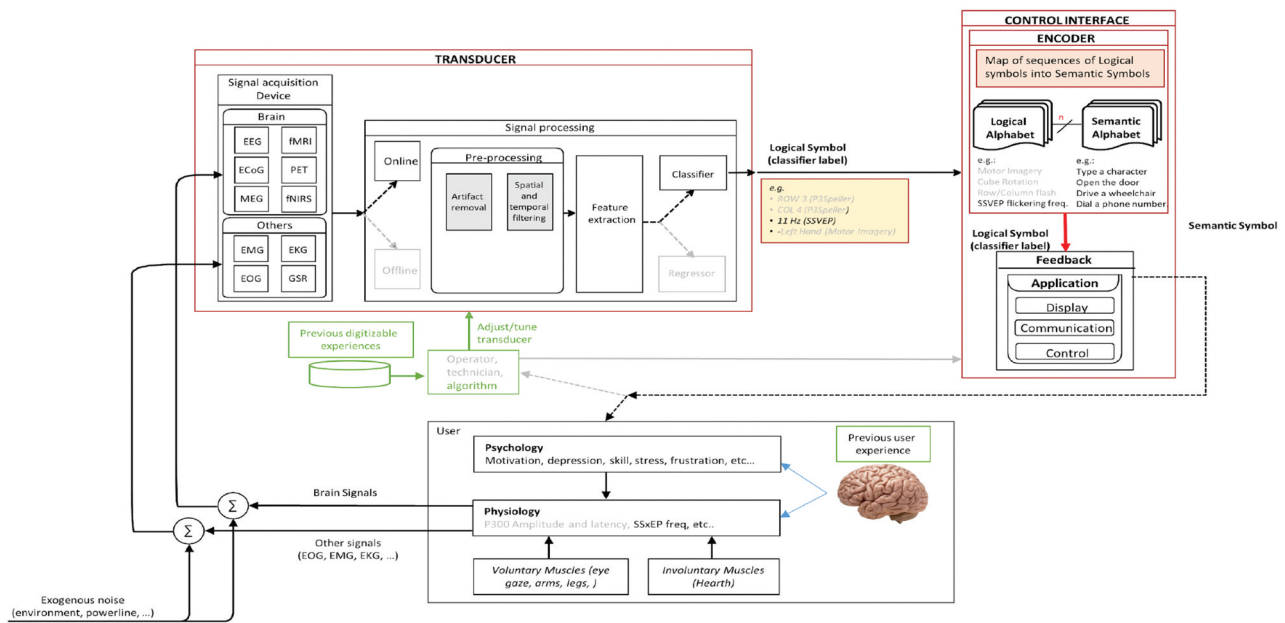 CONTROL INTERFACE
ENCODER
Map of sequences of Logical
symbols into Semantic Symbols
Logical
Alphabet
n
Semantic
Alphabet
e.g.:
Motor Imagery
Cube Rotation
Row/Column flash
SSVEP flickering freq.
e.g.:
Type a character
Open the door
Drive a wheelchair
Dial a phone number.
TRANSDUCER
Signal acquisition
Device
Brain
EEG
fMRI
ECoG
PET
MEG
fNIRS
Others
EMG
EKG
EOG
GSR
Signal processing
Online
Offline
Pre-processing
Artifact
removal
Spatial
and
temporal
filtering
Feature
extraction
Classifier
Regressor
Logical Symbol
(classifier label)
e.g.
• ROW 3 (P3Speller)
• COL 4 (P3Speller)
• 11 Hz (SSVEP)
• -Left Hand (Motor Imagery)
Logical Symbol
(classifier label)
Semantic Symbol
Feedback
Application
Display
Communication
Control
Previous digitizable
experiences
Adjust/tune
transducer
Operator,
technician,
algorithm
User
Psychology
Motivation, depression, skill, stress, frustration, etc...
Previous user
experience
Physiology
P300 Amplitude and latency, SSxEP freq, etc..
Voluntary Muscles (eye
gaze, arms, legs, )
Involuntary Muscles
(Hearth)
Brain Signals
Σ
Σ
Other signals
(EOG, EMG, EKG, ...)
Exogenous noise
(environment, powerline, ...)